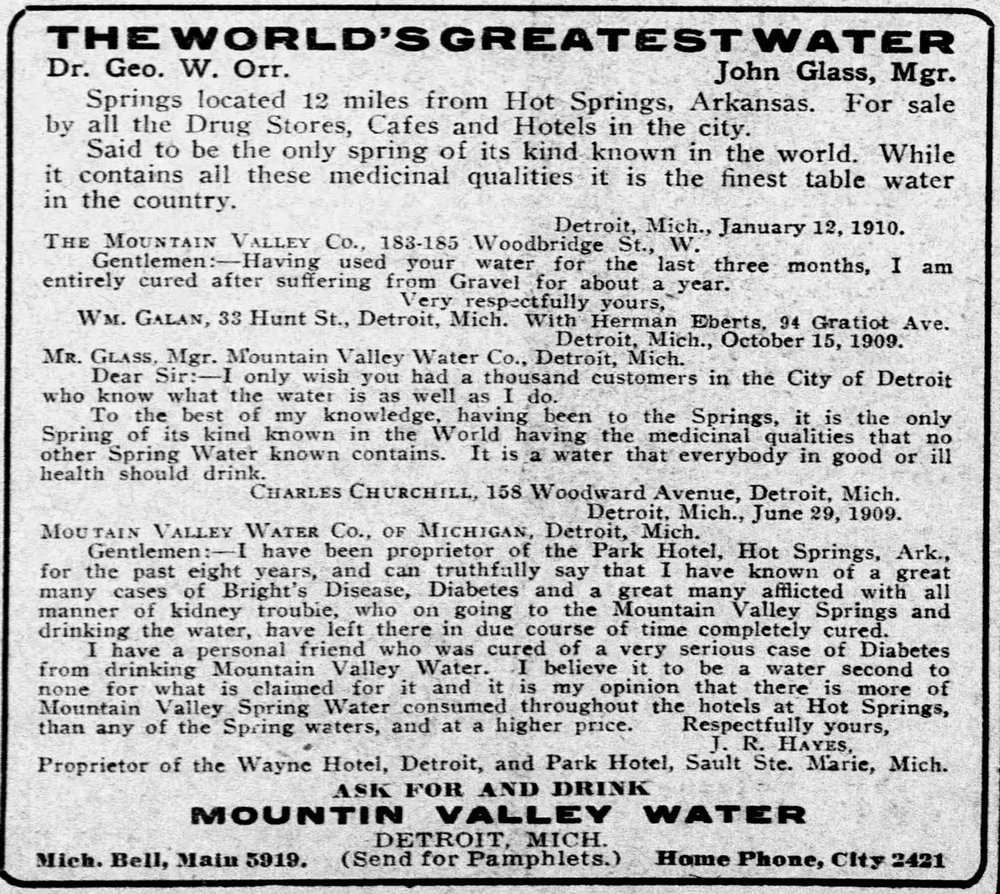 THE WORLD'S GREATEST WATER
Dr. Geo. W. Orr. John Glass, Mgr.
Springs located 12 miles from Hot Springs, Arkansas. For sale
by all the Drug Stores, Cafes and Hotels in the city.
Said to be the only spring of its kind known in the world. While
it contains all these medicinal qualities it is the finest table water
in the country.
Detroit, Mich., January 12, 1910.
THE MOUNTAIN VALLEY CO., 183-185 Woodbridge St., W.
Gentlemen:—Having used your water for the last three months, I am
entirely cured after suffering from Gravel for about a year.
Very respectfully yours,
WM. GALAN, 33 Hunt St., Detroit, Mich. With Herman Eberts, 94 Gratiot Ave.
Detroit, Mich., October 15, 1909.
MR. GLASS, Mgr. Mountain Valley Water Co., Detroit, Mich.
Dear Sir:—I only wish you had a thousand customers in the City of Detroit
who know what the water is as well as I do.
To the best of my knowledge, having been to the Springs, it is the only
Spring of its kind known in the World having the medicinal qualities that no
other Spring Water known contains. It is a water that everybody in good or ill
health should drink.
CHARLES CHURCHILL, 158 Woodward Avenue, Detroit, Mich.
Detroit, Mich., June 29, 1909.
MOUTAIN VALLEY WATER CO., OF MICHIGAN, Detroit, Mich.
Gentlemen:—I have been proprietor of the Park Hotel, Hot Springs, Ark.,
for the past eight years, and can truthfully say that I have known of a great
many cases of Bright's Disease, Diabetes and a great many afflicted with all
manner of kidney trouble, who on going to the Mountain Valley Springs and
drinking the water, have left there in due course of time completely cured.
I have a personal friend who was cured of a very serious case of Diabetes
from drinking Mountain Valley Water. I believe it to be a water second to
none for what is claimed for it and it is my opinion that there is more of
Mountain Valley Spring Water consumed throughout the hotels at Hot Springs,
than any of the Spring waters, and at a higher price. Respectfully yours,
J. R. HAYES,
Proprietor of the Wayne Hotel, Detroit, and Park Hotel, Sault Ste. Marie, Mich.
ASK FOR AND DRINK
MOUNTIN VALLEY WATER
DETROIT, MICH.
Mich. Bell, Main 5919. (Send for Pamphlets.) Home Phone, City 2421